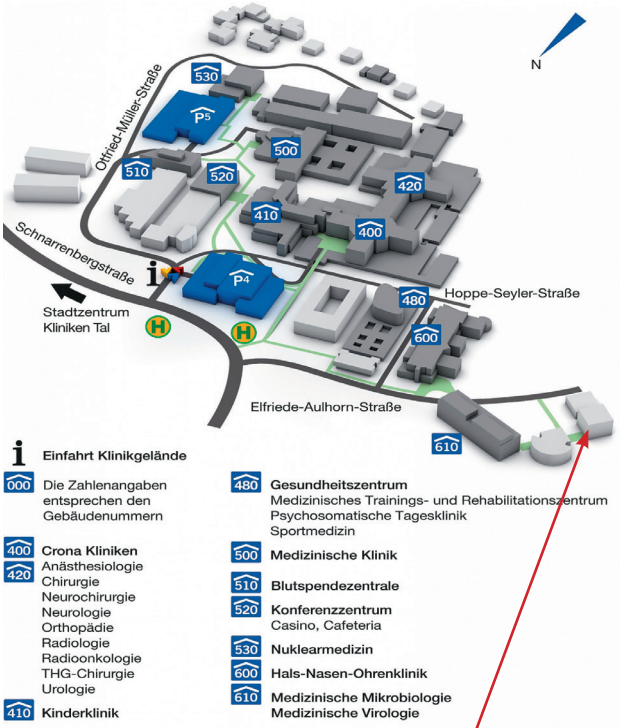 N
530
Otfried-Müller-Straße
P5
500
510
520
420
410
400
Schnarrenbergstraße
i
P4
480
Hoppe-Seyler-Straße
Stadtzentrum
Kliniken Tal
H
H
600
Elfriede-Aulhorn-Straße
610
i Einfahrt Klinikgelände
000 Die Zahlenangaben
entsprechen den
Gebäudenummern
400 Crona Kliniken
420 Anästhesiologie
Chirurgie
Neurochirurgie
Neurologie
Orthopädie
Radiologie
Radioonkologie
THG-Chirurgie
Urologie
410 Kinderklinik
480 Gesundheitszentrum
Medizinisches Trainings- und Rehabilitationszentrum
Psychosomatische Tagesklinik
Sportmedizin
500 Medizinische Klinik
510 Blutspendezentrale
520 Konferenzzentrum
Casino, Cafeteria
530 Nuklearmedizin
600 Hals-Nasen-Ohrenklinik
610 Medizinische Mikrobiologie
Medizinische Virologie